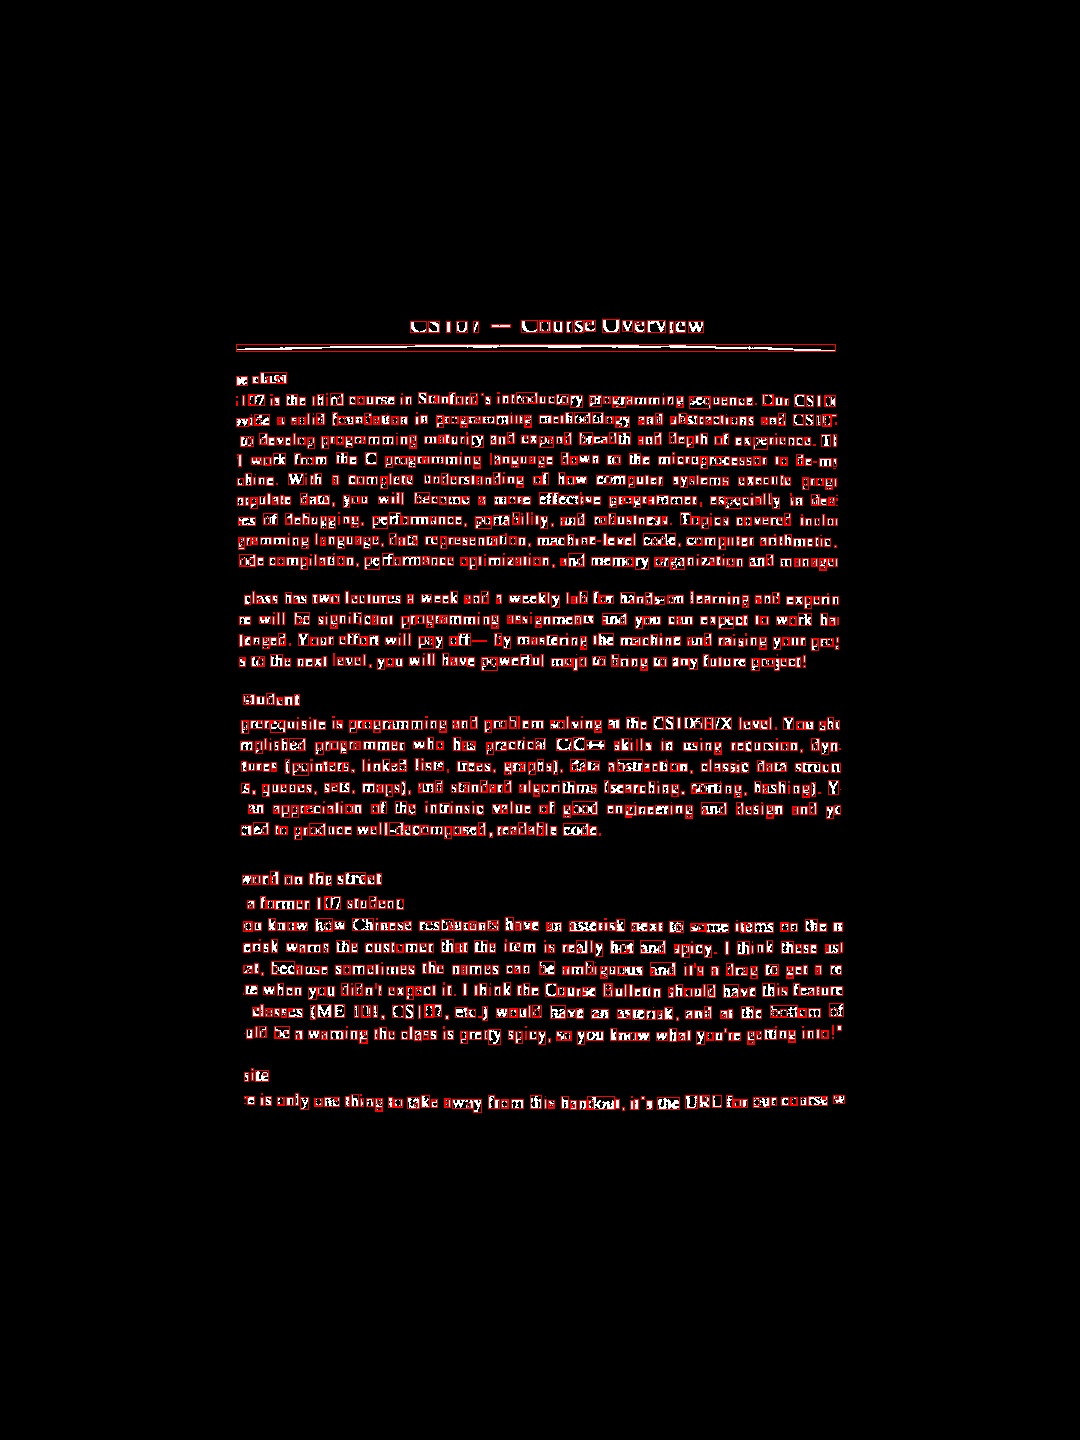 CS107 — Course Overview
class
107 is the third course in Stanford's introductory programming sequence. Our CS10
a solid foundation in programming methodology and abstractions and CS107
to develop programming maturity and expand breadth and depth of experience.
work from the C programming language down to the microprocessor to de-my
chine. With a complete understanding of how computer systems execute progr
data, you will become a more effective programmer, especially in
of debugging, performance, portability, and robustness. Topics covered inclu
gramming language, data representation, machine-level code, computer arithmetic,
ode compilation, performance optimization, and memory organization and manage
class has two lectures a week and a weekly lab for hands-on learning and experim
re will be significant programming assignments and you can expect to work ha
lenged. Your effort will pay off— by mastering the machine and raising your prog
s to the next level, you will have powerful mojo to bring to any future project!
student
prerequisite is programming and problem solving at the level. You sho
mplished programmer who has practical C/C++ skills in using recursion, dyn
tures (pointers, linked lists, trees, graphs), data abstraction, classic data struct
s, queues, sets, maps), and standard algorithms (searching, sorting, hashing). Y
an appreciation of the intrinsic value of good engineering and design and yo
cted to produce well-decomposed, readable code.
word on the street
a former 107 student
ou know how Chinese restaurants have an asterisk next to some items on the m
erisk warns the customer that the item is really hot and spicy. I think these ast
at, because sometimes the names can be ambiguous and it's a drag to get a re
te when you didn't expect it. I think the Course Bulletin should have this feature
classes (ME 101, CS107, etc.) would have an asterisk, and at the bottom of
uld be a warning the class is pretty spicy, so you know what you're getting into!"
site
e is only one thing to take away from this handout, it's the URL for our course w